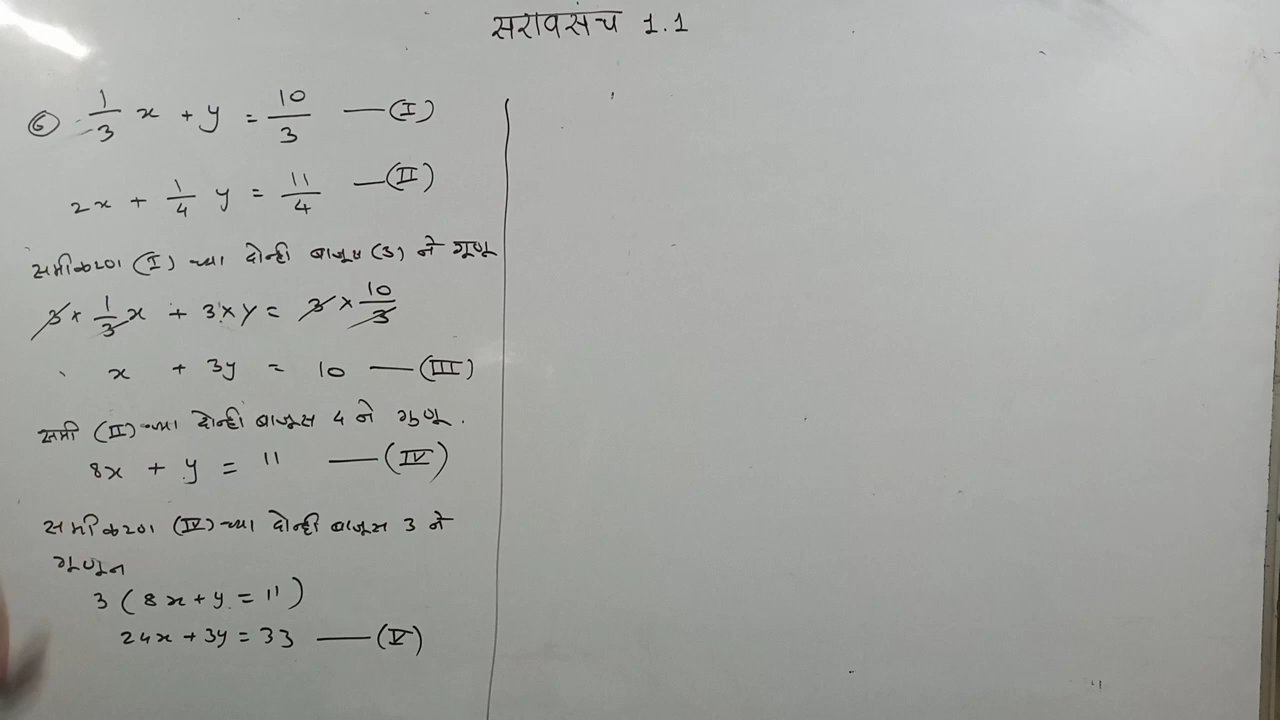 सरावसंच 1.1
⑥ 1/3 x + y = 10/3 —(I)
2x + 1/4 y = 11/4 —(II)
समीकरण (I) च्या दोन्ही बाजूस (3) ने गुणू
3 × 1/3 x + 3 × y = 3 × 10/3
x + 3y = 10 —(III)
समी (II) च्या दोन्ही बाजूस 4 ने गुणू.
8x + y = 11 —(IV)
समीकरण (IV) च्या दोन्ही बाजूस 3 ने
गुणून
3 (8x + y = 11)
24x + 3y = 33 —(V)